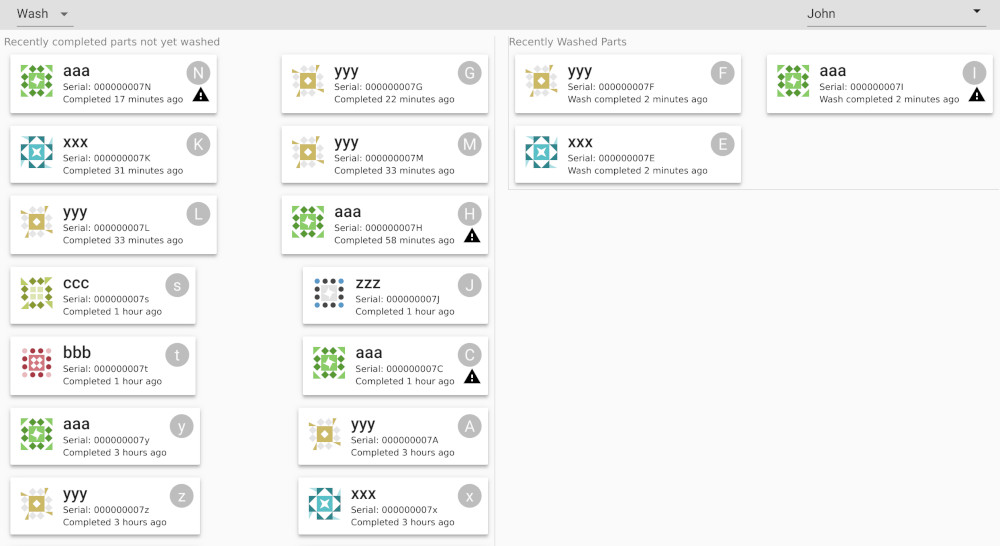 Wash
John
Recently completed parts not yet washed
aaa
N
Serial: 000000007N
Completed 17 minutes ago
yyy
G
Serial: 000000007G
Completed 22 minutes ago
xxx
K
Serial: 000000007K
Completed 31 minutes ago
yyy
M
Serial: 000000007M
Completed 33 minutes ago
yyy
L
Serial: 000000007L
Completed 33 minutes ago
aaa
H
Serial: 000000007H
Completed 58 minutes ago
ccc
s
Serial: 000000007s
Completed 1 hour ago
zzz
J
Serial: 000000007J
Completed 1 hour ago
bbb
t
Serial: 000000007t
Completed 1 hour ago
aaa
C
Serial: 000000007C
Completed 1 hour ago
aaa
y
Serial: 000000007y
Completed 3 hours ago
yyy
A
Serial: 000000007A
Completed 3 hours ago
yyy
z
Serial: 000000007z
Completed 3 hours ago
xxx
x
Serial: 000000007x
Completed 3 hours ago
Recently Washed Parts
yyy
F
Serial: 000000007F
Wash completed 2 minutes ago
aaa
I
Serial: 000000007I
Wash completed 2 minutes ago
xxx
E
Serial: 000000007E
Wash completed 2 minutes ago